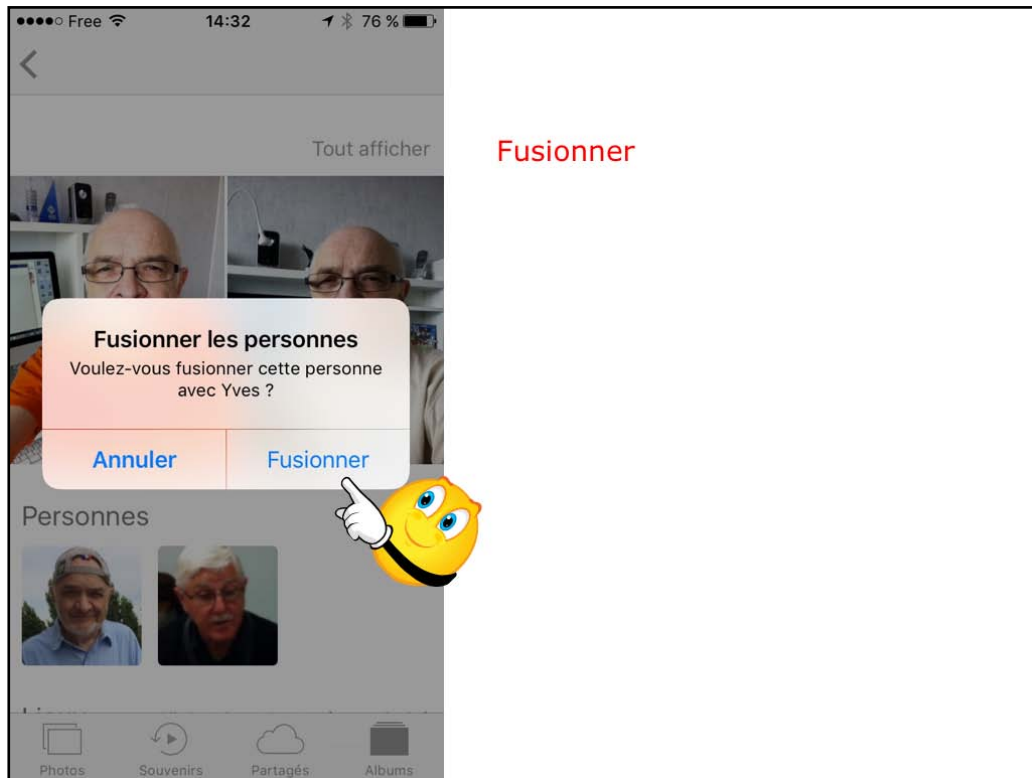 Free 14:32 76 %
Tout afficher
Fusionner
Fusionner les personnes
Voulez-vous fusionner cette personne
avec Yves ?
Annuler Fusionner
Personnes
Photos Souvenirs Partagés Albums